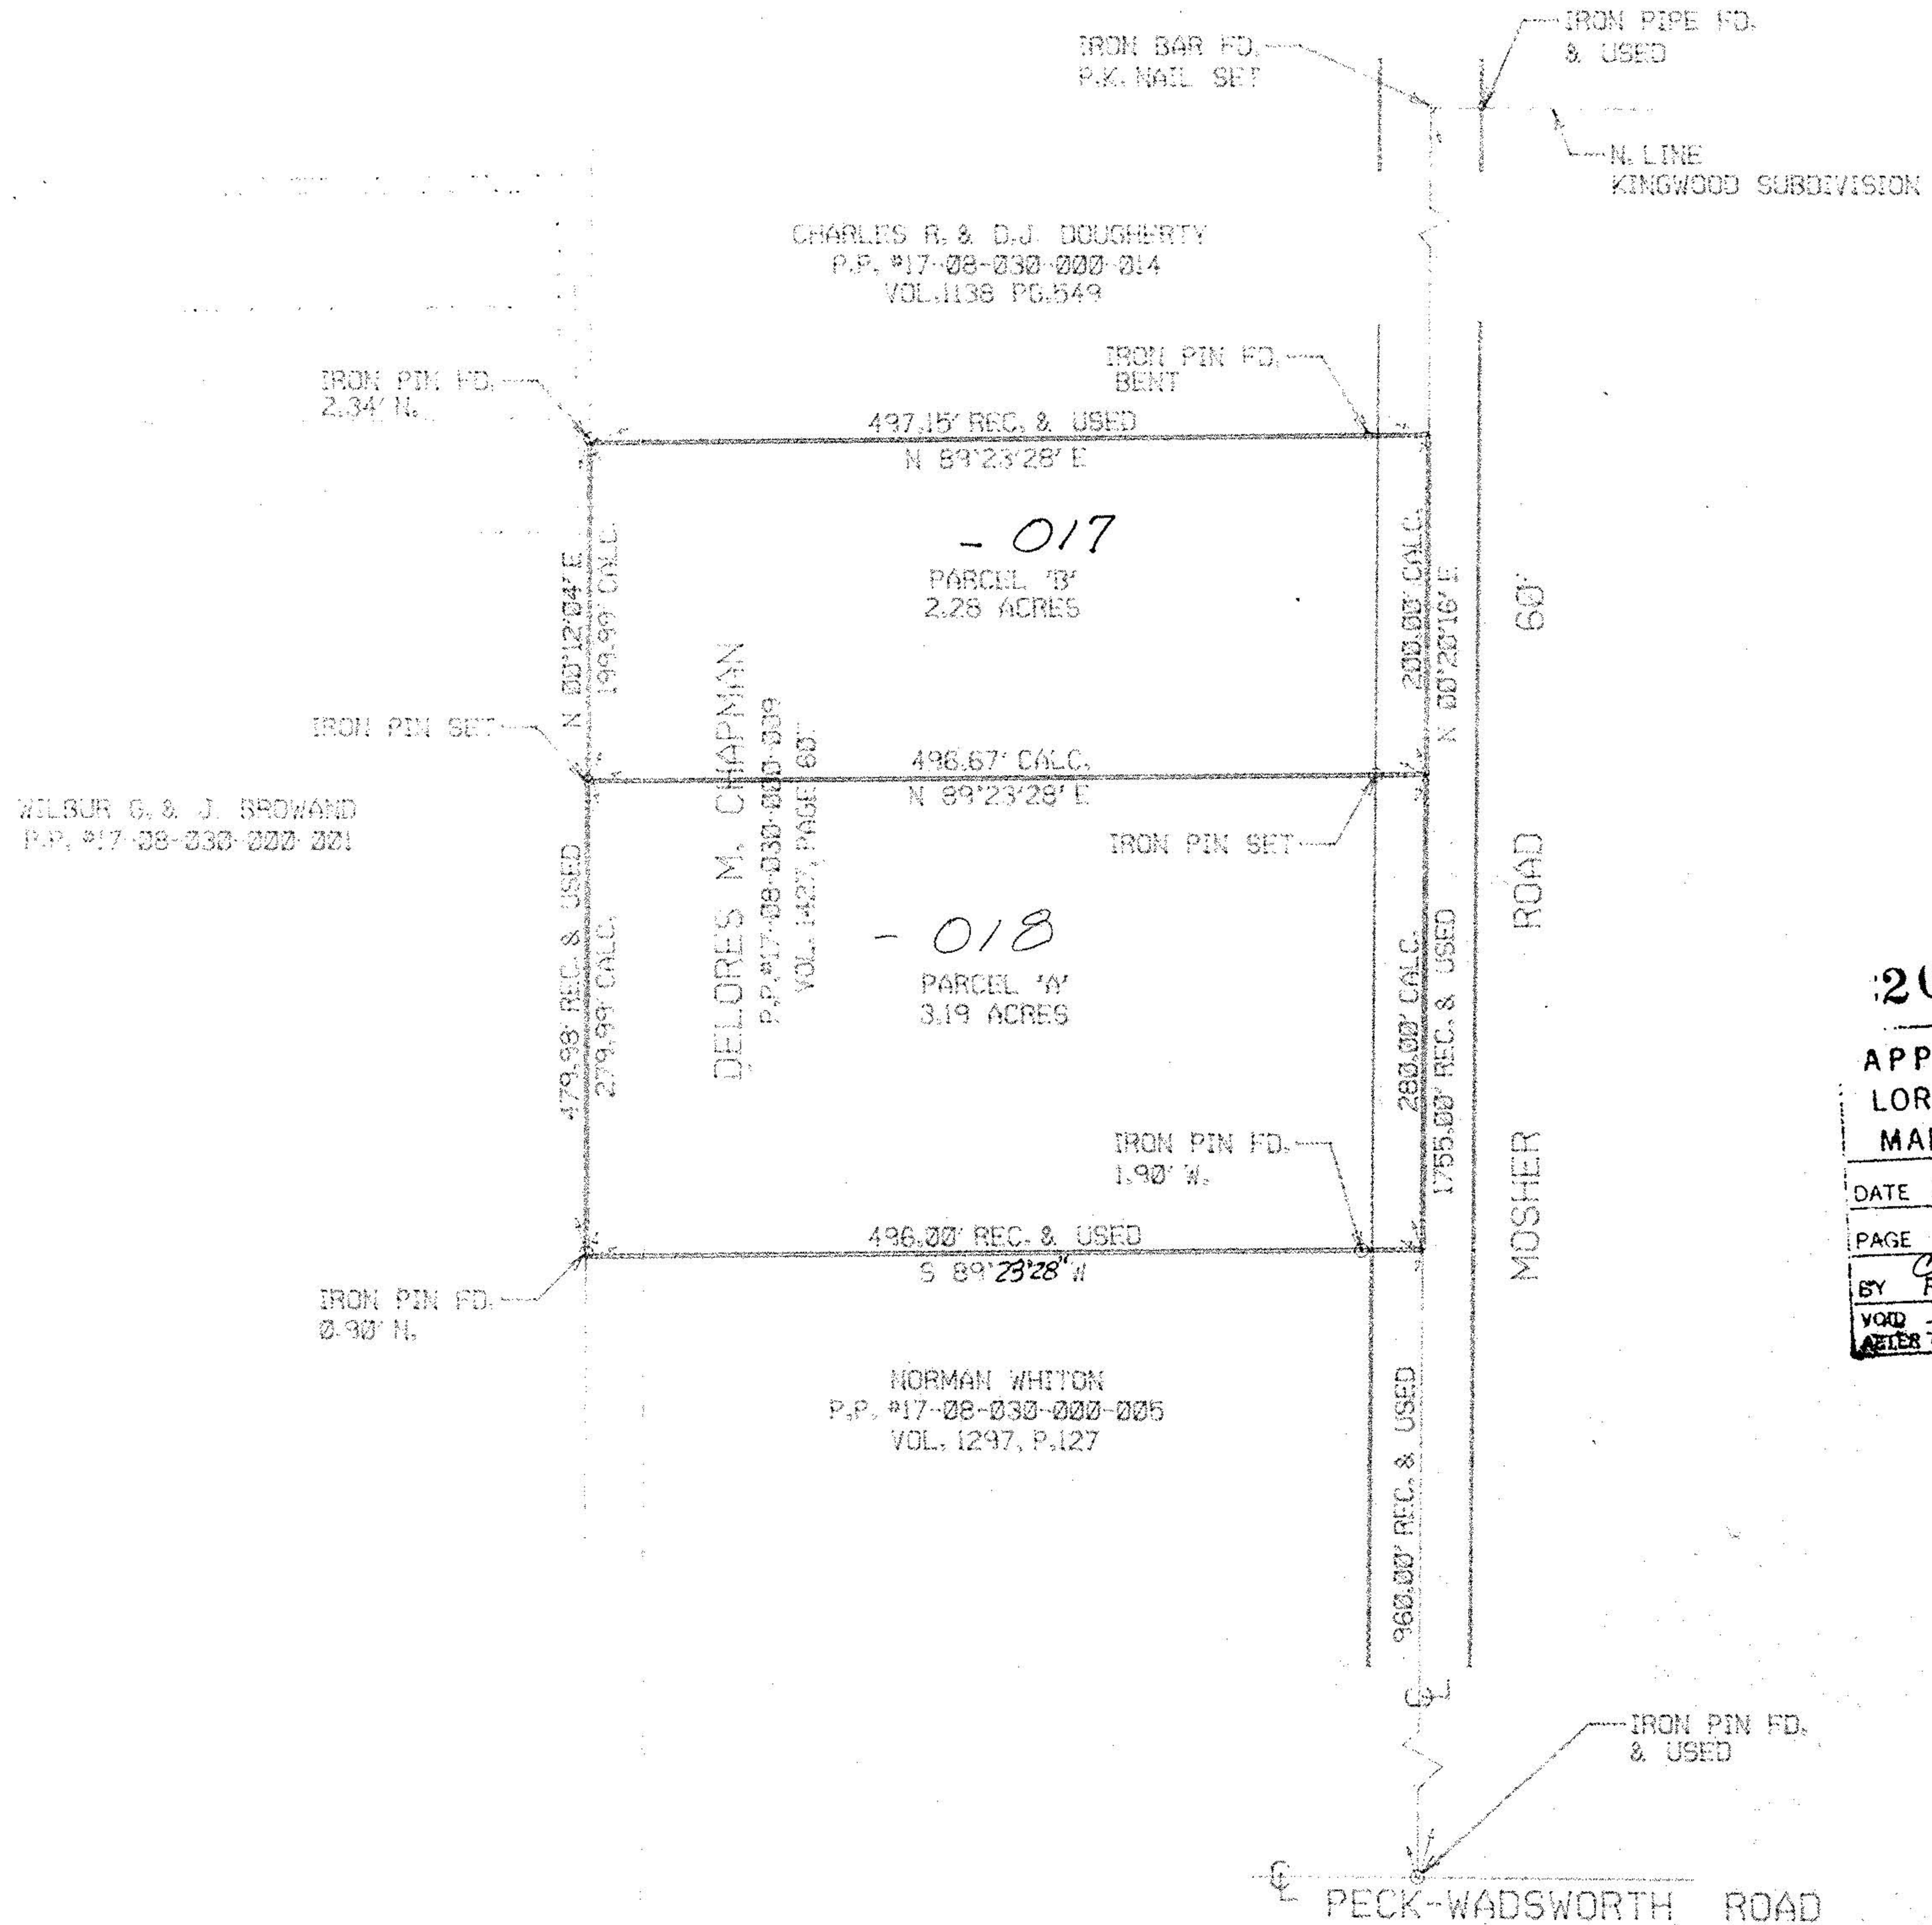 IRON BAR FD.
P.K. NAIL SET
IRON PIPE FD.
& USED
N. LINE
KINGWOOD SUBDIVISION
CHARLES R. & D.J. DOUGHERTY
P.P. #17-08-030-000-014
VOL.1138 PG.549
IRON PIN FD.
2.34' N.
IRON PIN FD.
BENT
497.15' REC. & USED
N 89°23'28" E
- 017
PARCEL "B"
2.28 ACRES
N 00°12'04" E
199.99' CALC.
200.00' CALC.
N 00°20'16" E
60'
IRON PIN SET
496.67' CALC.
N 89°23'28" E
IRON PIN SET
WILBUR G. & J. BROWAND
P.P. #17-08-030-000-001
DELORES M. CHAPMAN
P.P. #17-08-030-000-009
VOL. 1427, PAGE 60
- 018
PARCEL "A"
3.19 ACRES
479.98' REC. & USED
279.99' CALC.
280.00' CALC.
1755.00' REC. & USED
MOSHER ROAD
IRON PIN FD.
1.90' W.
496.00' REC. & USED
S 89°23'28" W
IRON PIN FD.
0.90' N.
NORMAN WHITON
P.P. #17-08-030-000-005
VOL. 1297, P.127
960.00' REC. & USED
IRON PIN FD.
& USED
PECK-WADSWORTH ROAD
APP
LOR
MA
DATE
PAGE
BY
VOID
AFTER